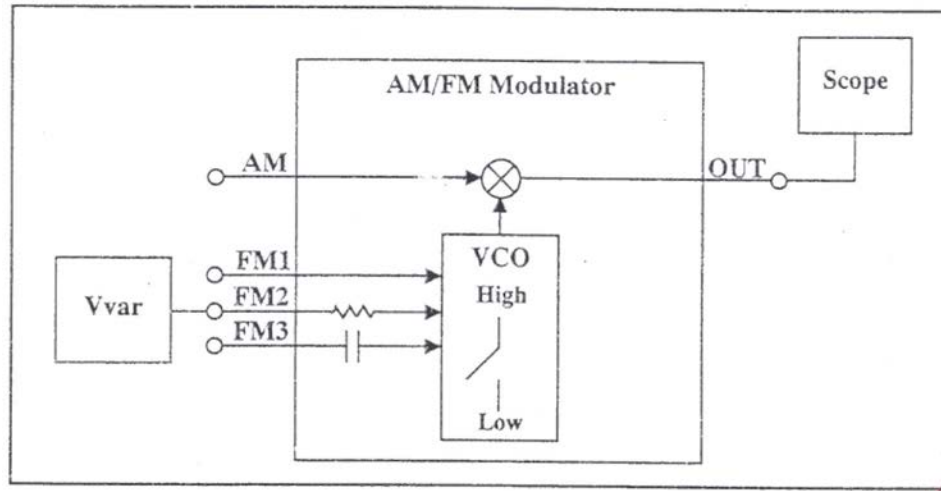 AM/FM Modulator
Scope
AM
OUT
FM1
VCO
Vvar
FM2
High
FM3
Low